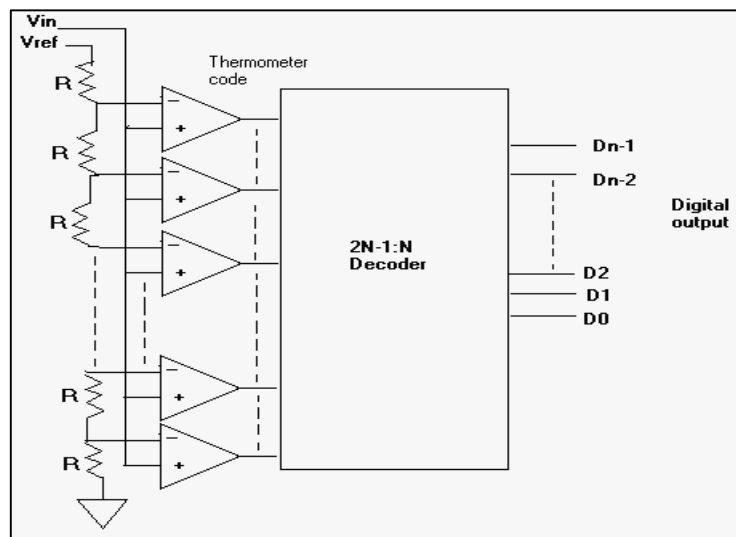 Vin
Vref
Thermometer
code
R
−
+
R
−
+
R
−
+
2N-1:N
Decoder
Dn-1
Dn-2
Digital
output
D2
D1
D0
R
−
+
R
−
+